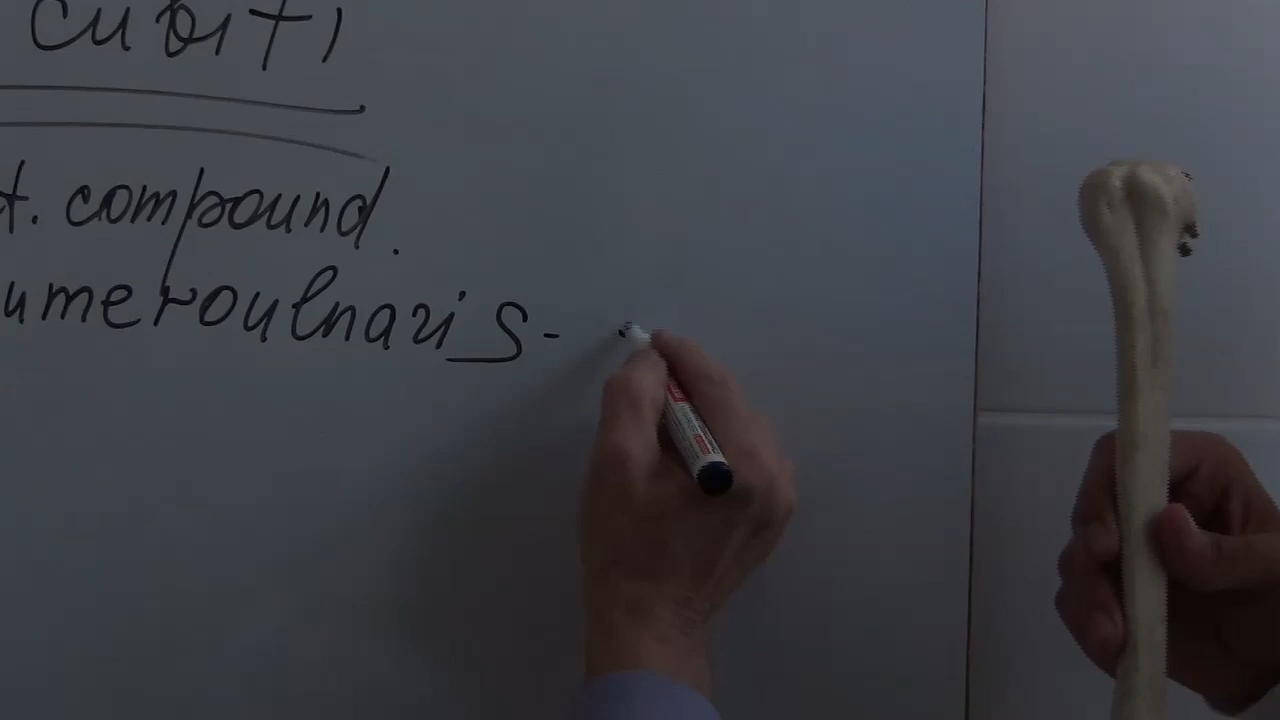 cubiti
t. compound.
umeroulnaris -